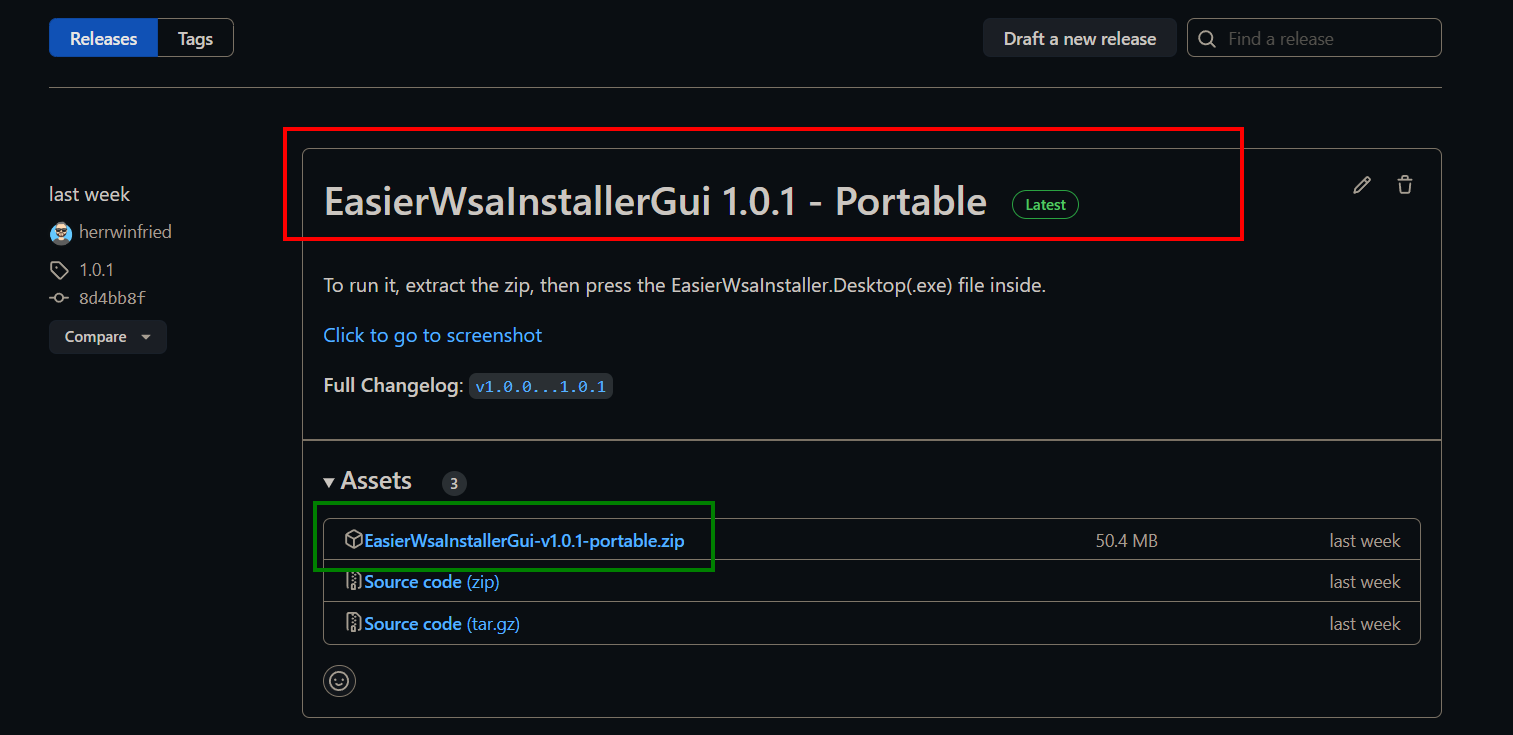 Releases Tags Draft a new release Find a release
last week
herrwinfried
1.0.1
8d4bb8f
Compare
EasierWsaInstallerGui 1.0.1 - Portable Latest
To run it, extract the zip, then press the EasierWsaInstaller.Desktop(.exe) file inside.
Click to go to screenshot
Full Changelog: v1.0.0...1.0.1
Assets 3
EasierWsaInstallerGui-v1.0.1-portable.zip 50.4 MB last week
Source code (zip) last week
Source code (tar.gz) last week